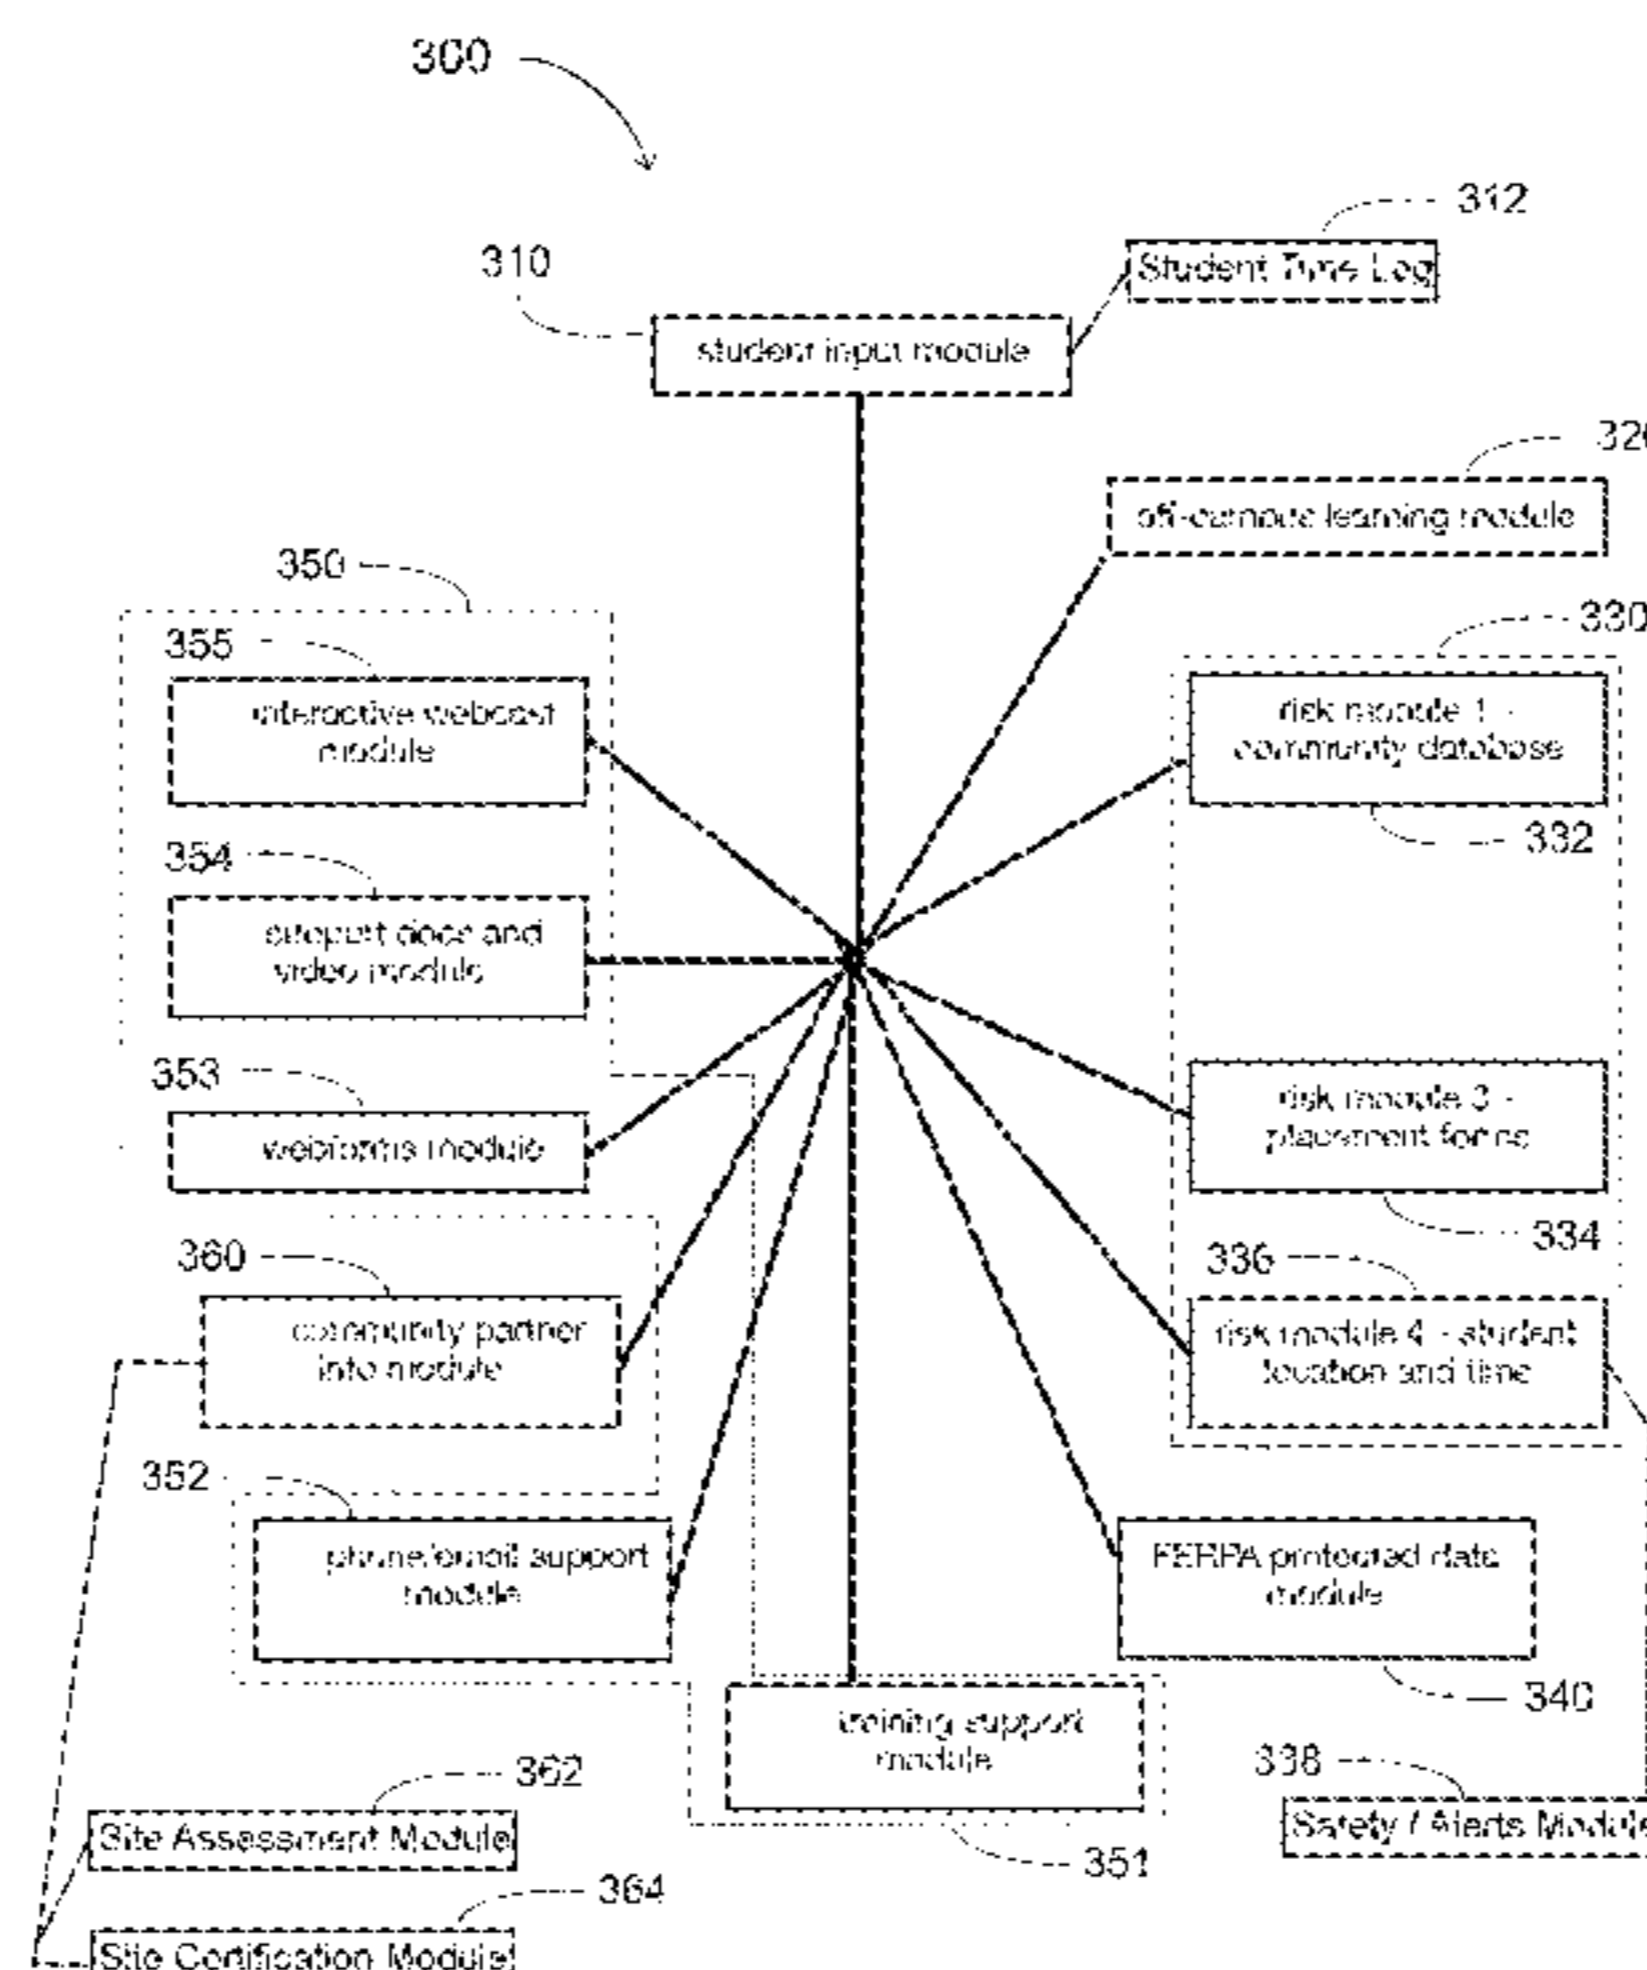 300
312
Student Time Log
310
student input module
320
off-campus learning module
350
330
355
interactive webcast
module
risk module 1 -
community database
332
354
support docs and
video module
353
webforms module
risk module 3 -
placement forms
334
360
336
community partner
info module
risk module 4 - student
location and time
352
phone/email support
module
FERPA protected data
module
340
training support
module
338
362
Site Assessment Module
Safety / Alerts Module
351
364
Site Certification Module